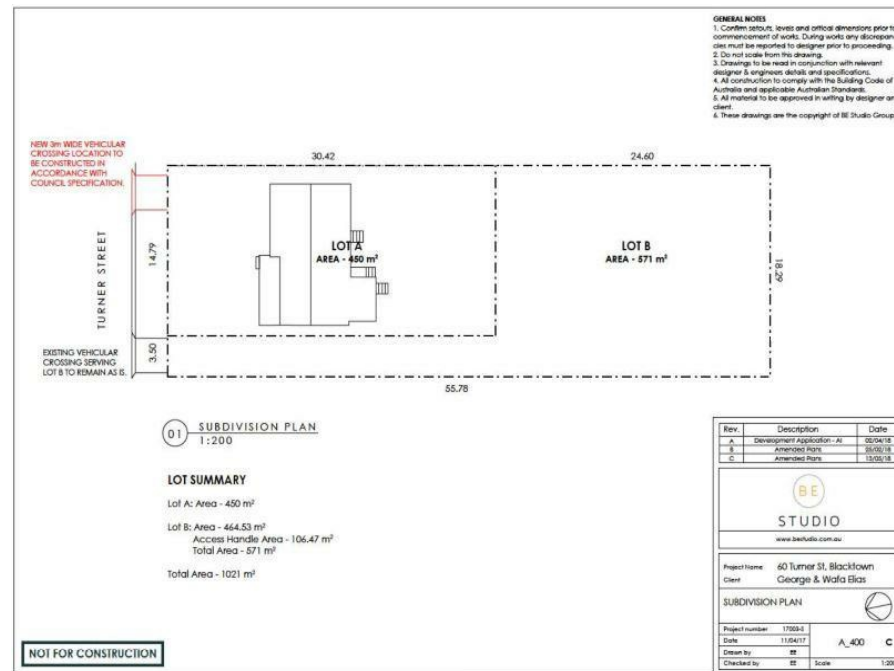 GENERAL NOTES
1. Confirm setouts, levels and critical dimensions prior to
commencement of works. During works any discrepan
cies must be reported to designer prior to proceeding.
2. Do not scale from this drawing.
3. Drawings to be read in conjunction with relevant
designer & engineers details and specifications.
4. All construction to comply with the Building Code of
Australia and applicable Australian Standards.
5. All material to be approved in writing by designer an
client.
6. These drawings are the copyright of BE Studio Group
NEW 3m WIDE VEHICULAR
CROSSING LOCATION TO
BE CONSTRUCTED IN
ACCORDANCE WITH
COUNCIL SPECIFICATION.
30.42
24.60
TURNER STREET
14.79
LOT A
AREA - 450 m²
LOT B
AREA - 571 m²
18.29
EXISTING VEHICULAR
CROSSING SERVING
LOT B TO REMAIN AS IS.
3.50
55.78
01 SUBDIVISION PLAN
1:200
LOT SUMMARY
Lot A: Area - 450 m²
Lot B: Area - 464.53 m²
Access Handle Area - 106.47 m²
Total Area - 571 m²
Total Area - 1021 m²
Rev. Description Date
A Development Application - AI 02/04/18
B Amended Plans
C Amended Plans
BE
STUDIO
www.bestudio.com.au
Project Name 60 Turner St, Blacktown
Client George & Wafa Elias
SUBDIVISION PLAN
Project number
Date 11/04/17
A_400 C
Drawn by EE
Checked by EE Scale
NOT FOR CONSTRUCTION